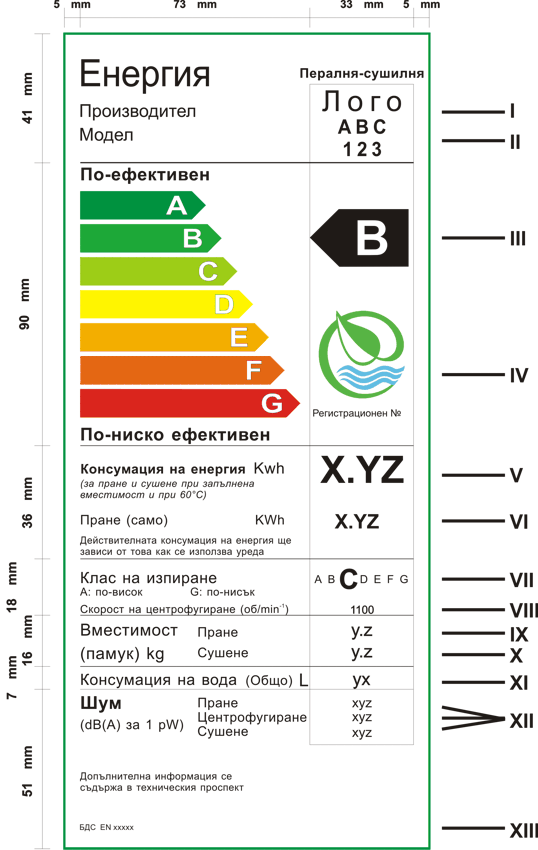 5 mm 73 mm 33 mm 5 mm
41 mm
Енергия
Пералня-сушилня
Производител
Модел
Лого
ABC
123
I
II
90 mm
По-ефективен
A
B
C
D
E
F
G
B
III
IV
Регистрационен №
По-ниско ефективен
36 mm
Консумация на енергия Kwh
(за пране и сушене при запълнена
вместимост и при 60°C)
X.YZ
V
Пране (само) KWh X.YZ
VI
Действителната консумация на енергия ще
зависи от това как се използва уреда
18 mm
Клас на изпиране
A B C D E F G
VII
А: по-висок G: по-нисък
Скорост на центрофугиране (об/min⁻¹) 1100
VIII
16 mm
Вместимост Пране y.z
IX
(памук) kg Сушене y.z
X
7 mm
Консумация на вода (Общо) L yx
XI
51 mm
Шум Пране xyz
(dB(A) за 1 pW) Центрофугиране xyz
Сушене xyz
XII
Допълнителна информация се
съдържа в техническия проспект
БДС EN xxxxx
XIII